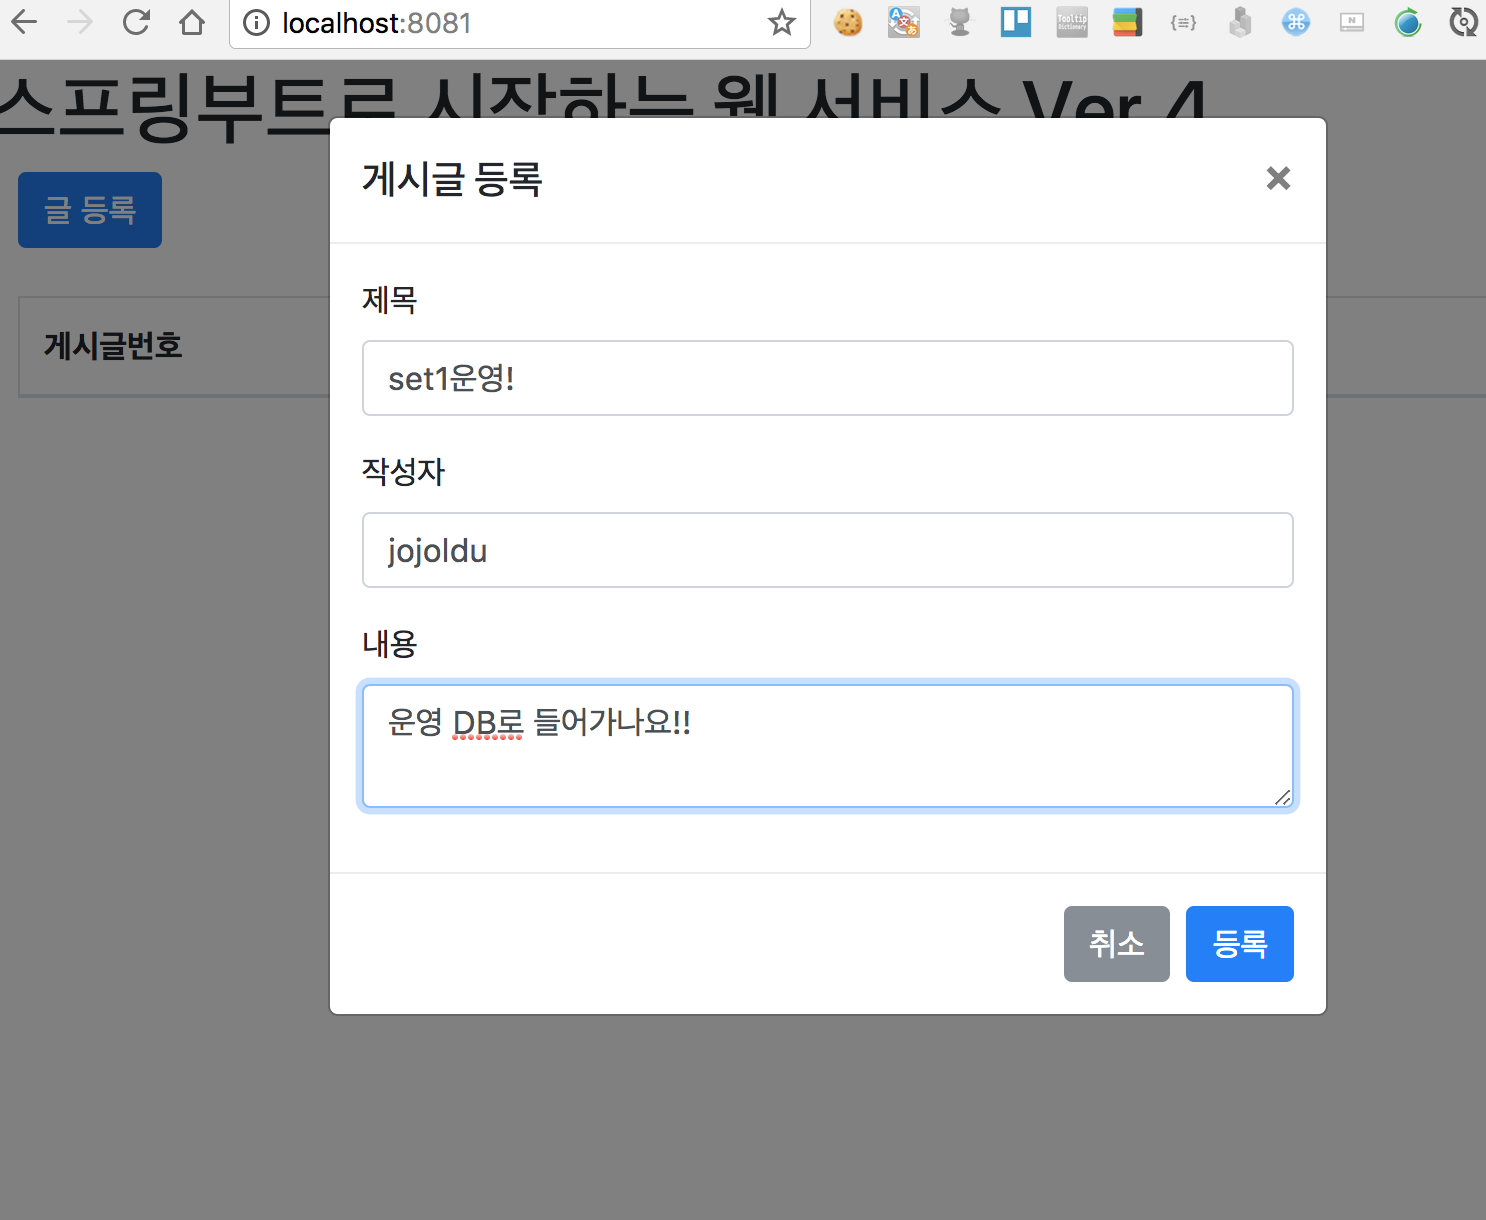 localhost:8081
Tooltip
Dictionary
N
스프링부트로 시작하는 웹 서비스 Ver.4
글 등록
게시글번호
게시글 등록
×
제목
set1운영!
작성자
jojoldu
내용
운영 DB로 들어가나요!!
취소
등록